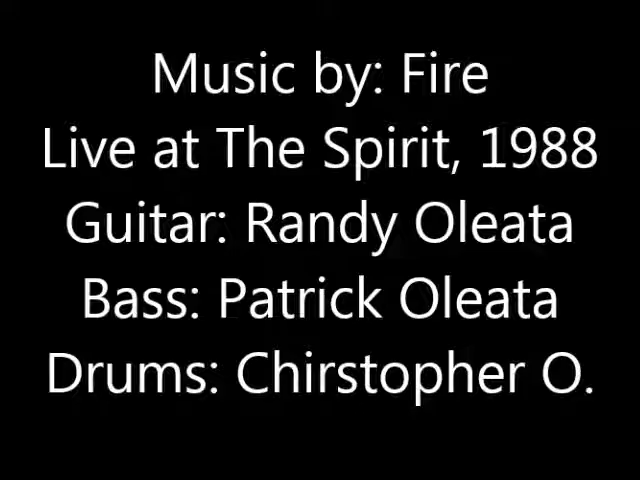 Music by: Fire
Live at The Spirit, 1988
Guitar: Randy Oleata
Bass: Patrick Oleata
Drums: Chirstopher O.